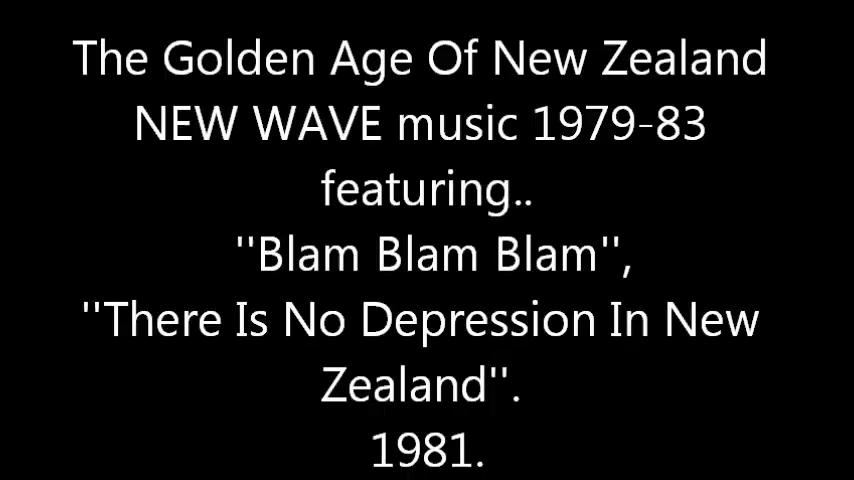 The Golden Age Of New Zealand
NEW WAVE music 1979-83
featuring..
''Blam Blam Blam'',
''There Is No Depression In New
Zealand''.
1981.